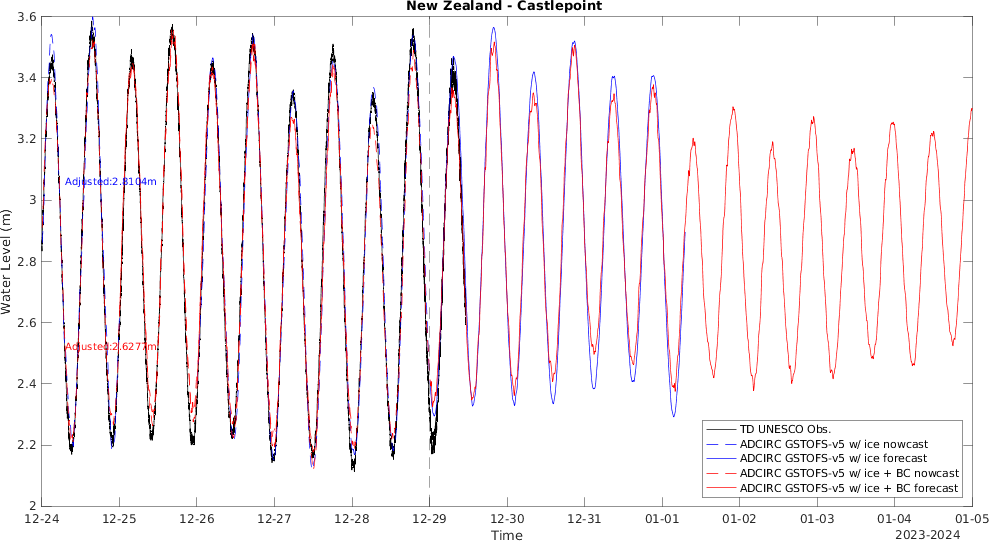 New Zealand - Castlepoint
3.6
3.4
3.2
3
2.8
2.6
2.4
2.2
2
Water Level (m)
Adjusted:2.8104m
Adjusted:2.6277m
TD UNESCO Obs.
ADCIRC GSTOFS-v5 w/ ice nowcast
ADCIRC GSTOFS-v5 w/ ice forecast
ADCIRC GSTOFS-v5 w/ ice + BC nowcast
ADCIRC GSTOFS-v5 w/ ice + BC forecast
12-24 12-25 12-26 12-27 12-28 12-29 12-30 12-31 01-01 01-02 01-03 01-04 01-05
Time
2023-2024